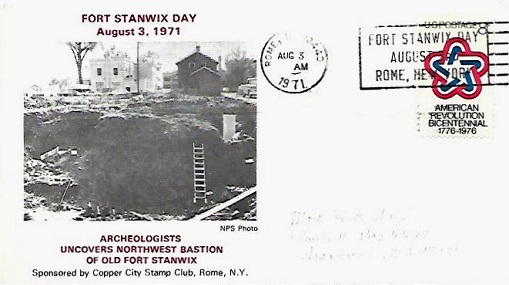 FORT STANWIX DAY
August 3, 1971
NPS Photo
ARCHEOLOGISTS
UNCOVERS NORTHWEST BASTION
OF OLD FORT STANWIX
Sponsored by Copper City Stamp Club, Rome, N.Y.
ROME
AUG 3
AM
1971
FORT STANWIX DAY
AUGUST
ROME, NEW YORK
U.S. POSTAGE 8c
AMERICAN
REVOLUTION
BICENTENNIAL
1776-1976